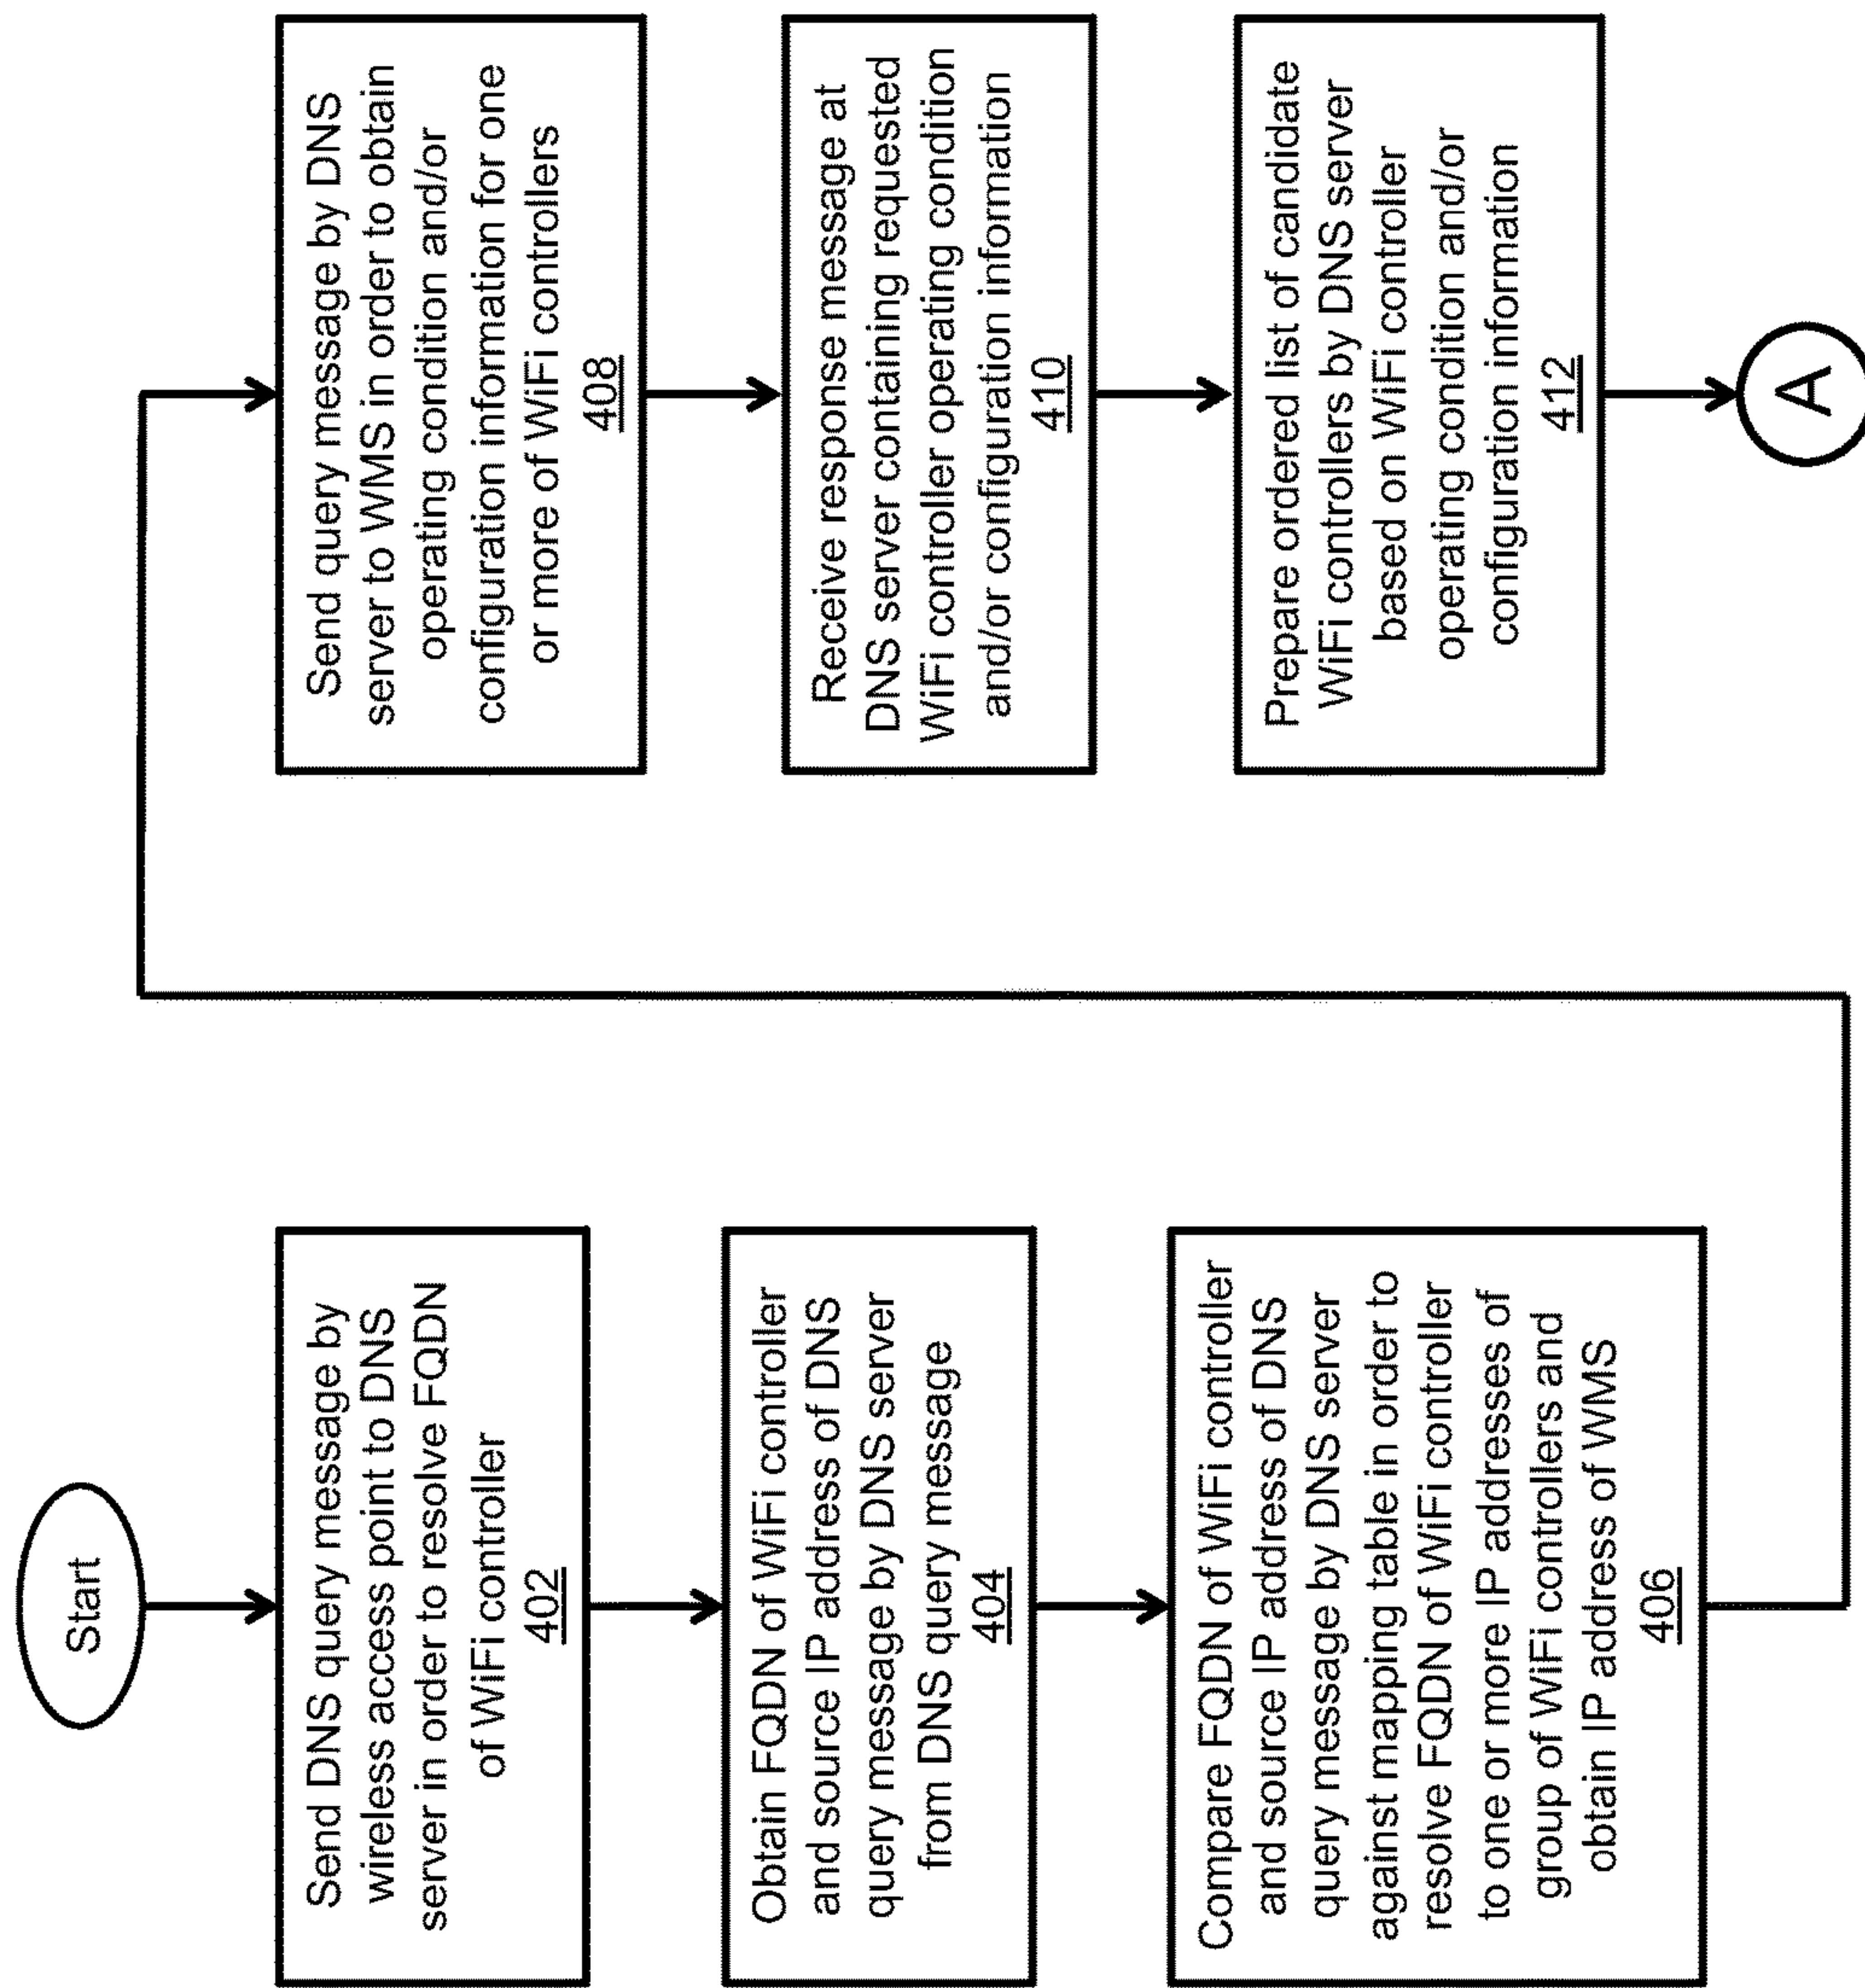 Start
Send DNS query message by
wireless access point to DNS
server in order to resolve FQDN
of WiFi controller
402
Obtain FQDN of WiFi controller
and source IP address of DNS
query message by DNS server
from DNS query message
404
Compare FQDN of WiFi controller
and source IP address of DNS
query message by DNS server
against mapping table in order to
resolve FQDN of WiFi controller
to one or more IP addresses of
group of WiFi controllers and
obtain IP address of WMS
406
Send query message by DNS
server to WMS in order to obtain
operating condition and/or
configuration information for one
or more of WiFi controllers
408
Receive response message at
DNS server containing requested
WiFi controller operating condition
and/or configuration information
410
Prepare ordered list of candidate
WiFi controllers by DNS server
based on WiFi controller
operating condition and/or
configuration information
412
A